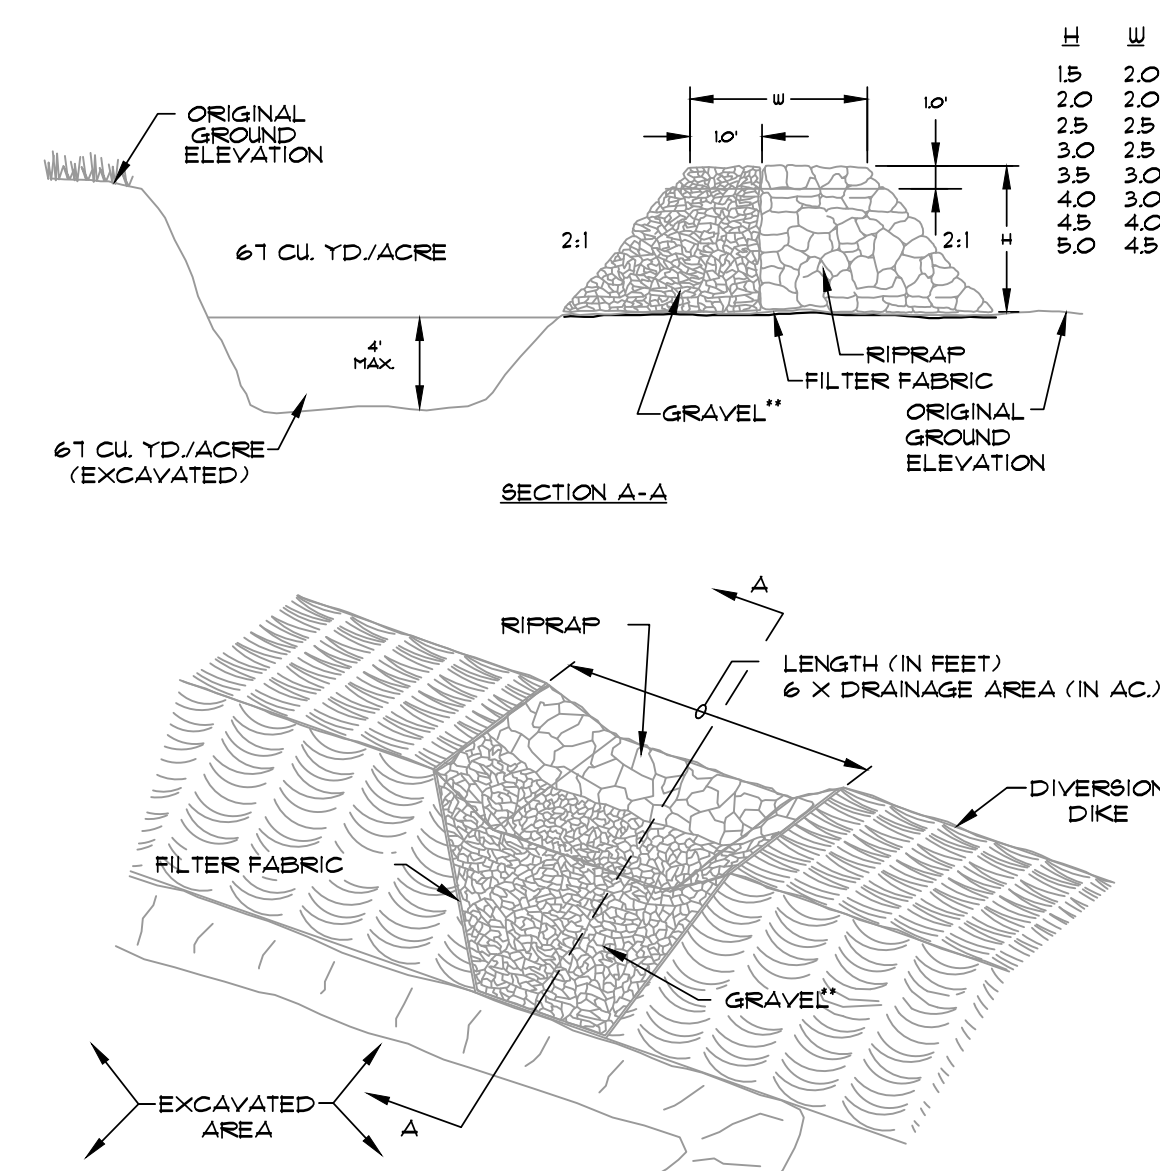 H W
1.5 2.0
2.0 2.0
2.5 2.5
3.0 2.5
3.5 3.0
4.0 3.0
4.5 4.0
5.0 4.5
ORIGINAL
GROUND
ELEVATION
W
1.0'
1.0'
67 CU. YD./ACRE
2:1
2:1
H
4'
MAX.
RIPRAP
FILTER FABRIC
GRAVEL**
ORIGINAL
GROUND
ELEVATION
67 CU. YD./ACRE
(EXCAVATED)
SECTION A-A
A
RIPRAP
LENGTH (IN FEET)
6 X DRAINAGE AREA (IN AC.)
DIVERSION
DIKE
FILTER FABRIC
GRAVEL**
EXCAVATED
AREA
A